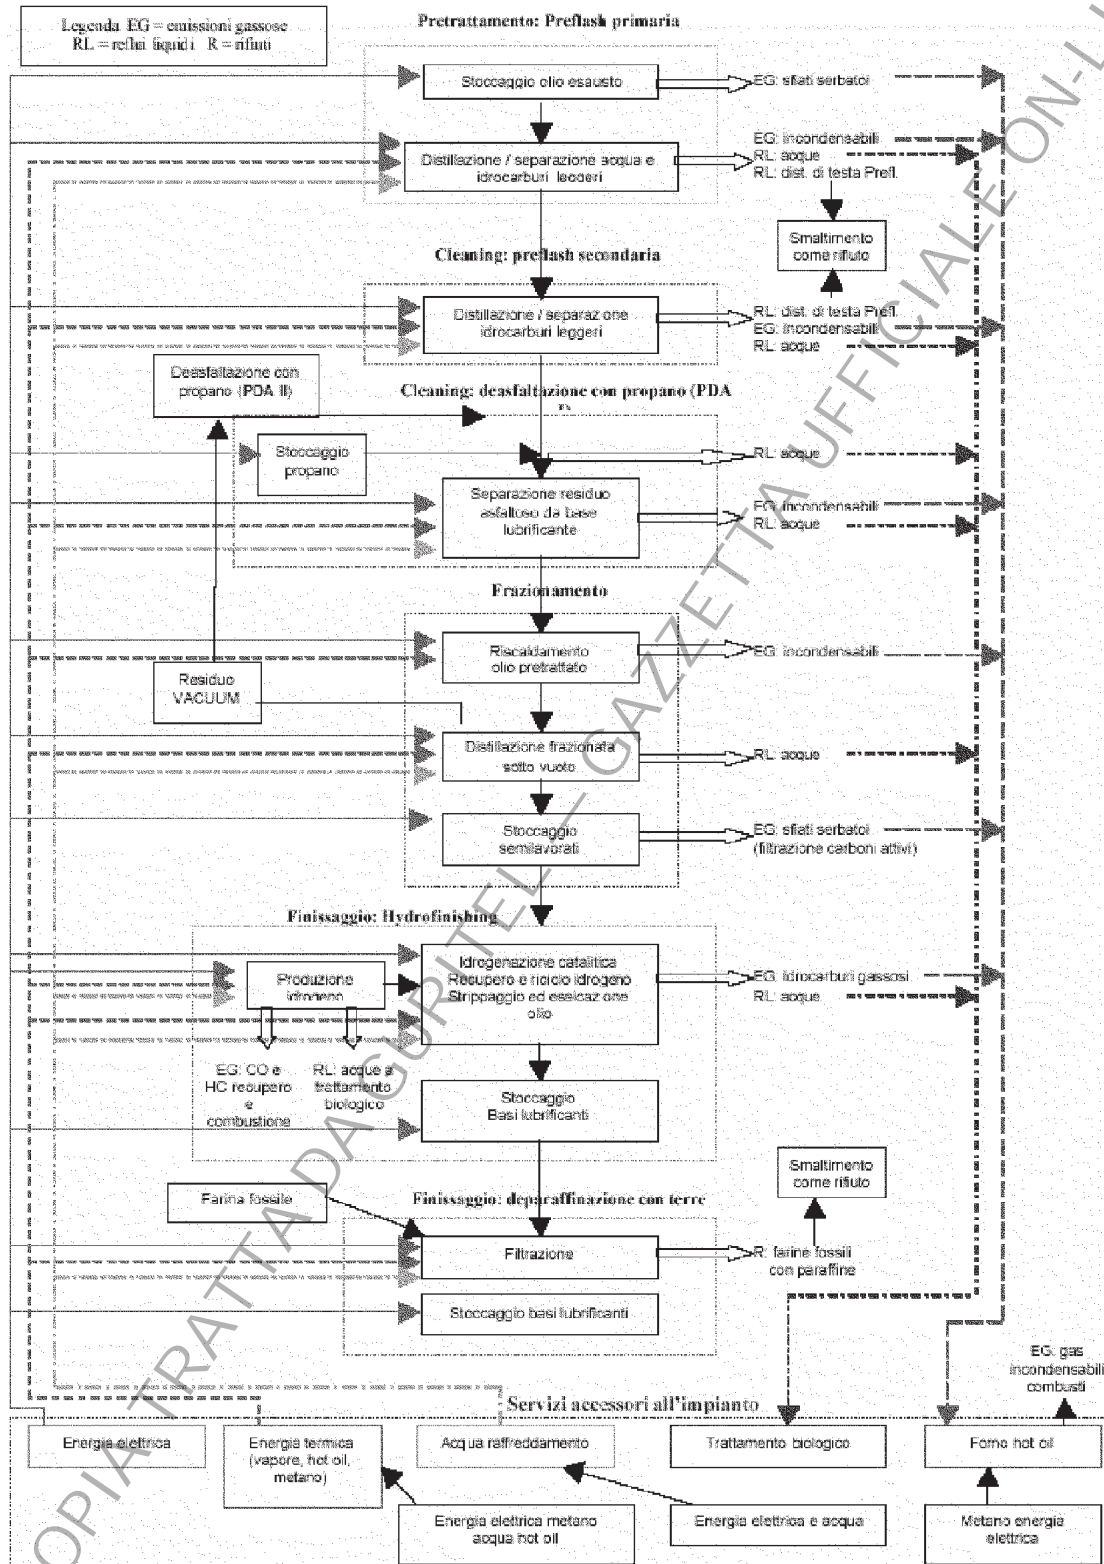 Legenda EG = emissioni gassose
RL = reflui liquidi R = rifiuti
Pretrattamento: Preflash primaria
Stoccaggio olio esausto
EG: sfiati serbatoi
Distillazione / separazione acqua e
idrocarburi leggeri
EG: incondensabili
RL: acque
RL: dist. di testa Prefl.
Smaltimento
come rifiuto
Cleaning: preflash secondaria
Distillazione / separazione
idrocarburi leggeri
RL: dist. di testa Prefl.
EG: incondensabili
RL: acque
Deasfaltazione con
propano (PDA II)
Cleaning: deasfaltazione con propano (PDA
Stoccaggio
propano
RL: acque
Separazione residuo
asfaltoso da base
lubrificante
EG: incondensabili
RL: acque
Frazionamento
Riscaldamento
olio pretrattato
EG: incondensabili
Residuo
VACUUM
Distillazione frazionata
sotto vuoto
RL: acque
Stoccaggio
semilavorati
EG: sfiati serbatoi
(filtrazione carboni attivi)
Finissaggio: Hydrofinishing
Produzione
idrogeno
Idrogenazione catalitica
Recupero e riciclo idrogeno
Strippaggio ed essicazione
olio
EG: Idrocarburi gassosi
RL: acque
EG: CO e
HC recupero
e
combustione
RL: acque a
trattamento
biologico
Stoccaggio
Basi lubrificanti
Smaltimento
come rifiuto
Farina fossile
Finissaggio: deparaffinazione con terre
Filtrazione
R: farine fossili
con paraffine
Stoccaggio basi lubrificanti
EG: gas
incondensabili
combusti
Servizi accessori all'impianto
Energia elettrica
Energia termica
(vapore, hot oil,
metano)
Acqua raffreddamento
Trattamento biologico
Forno hot oil
Energia elettrica metano
acqua hot oil
Energia elettrica e acqua
Metano energia
elettrica
COPIA TRATTA DA GURITEL — GAZZETTA UFFICIALE ON-L